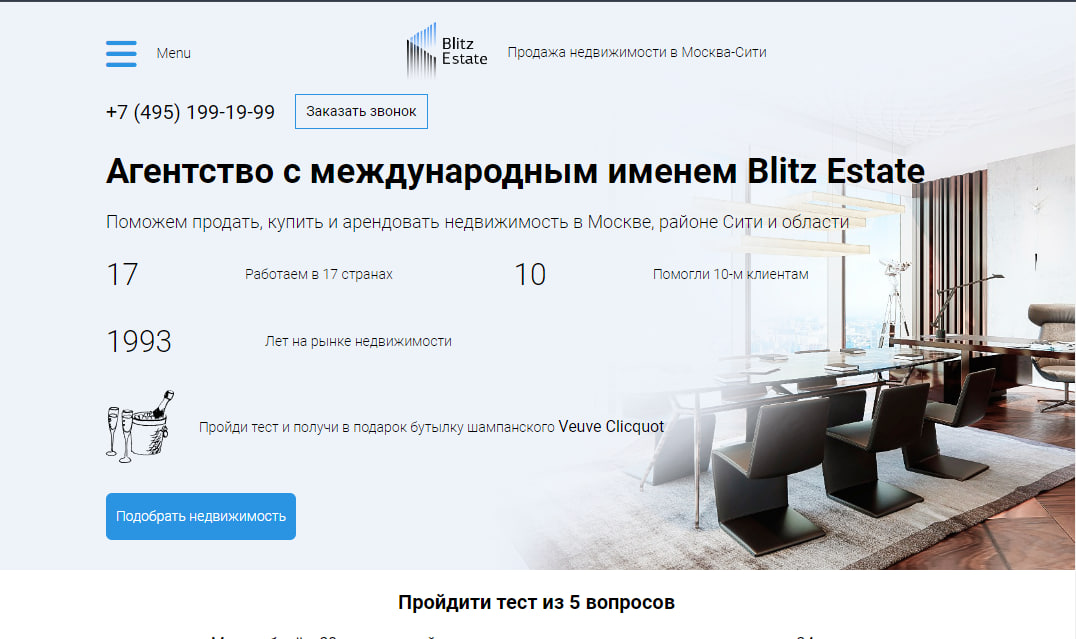 Menu
Blitz
Estate
Продажа недвижимости в Москва-Сити
+7 (495) 199-19-99
Заказать звонок
Агентство с международным именем Blitz Estate
Поможем продать, купить и арендовать недвижимость в Москве, районе Сити и области
17
Работаем в 17 странах
10
Помогли 10-м клиентам
1993
Лет на рынке недвижимости
Пройди тест и получи в подарок бутылку шампанского Veuve Clicquot
Подобрать недвижимость
Пройдити тест из 5 вопросов